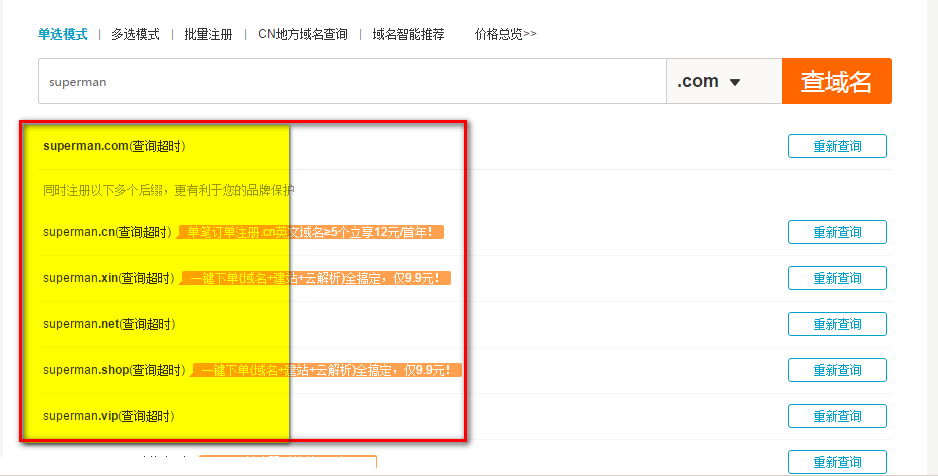 单选模式 | 多选模式 | 批量注册 | CN地方域名查询 | 域名智能推荐 价格总览>>
superman .com 查域名
superman.com(查询超时) 重新查询
同时注册以下多个后缀，更有利于您的品牌保护
superman.cn(查询超时) 单笔订单注册.cn英文域名≥5个立享12元/首年！ 重新查询
superman.xin(查询超时) 一键下单(域名+建站+云解析)全搞定，仅9.9元！ 重新查询
superman.net(查询超时) 重新查询
superman.shop(查询超时) 一键下单(域名+建站+云解析)全搞定，仅9.9元！ 重新查询
superman.vip(查询超时) 重新查询
重新查询